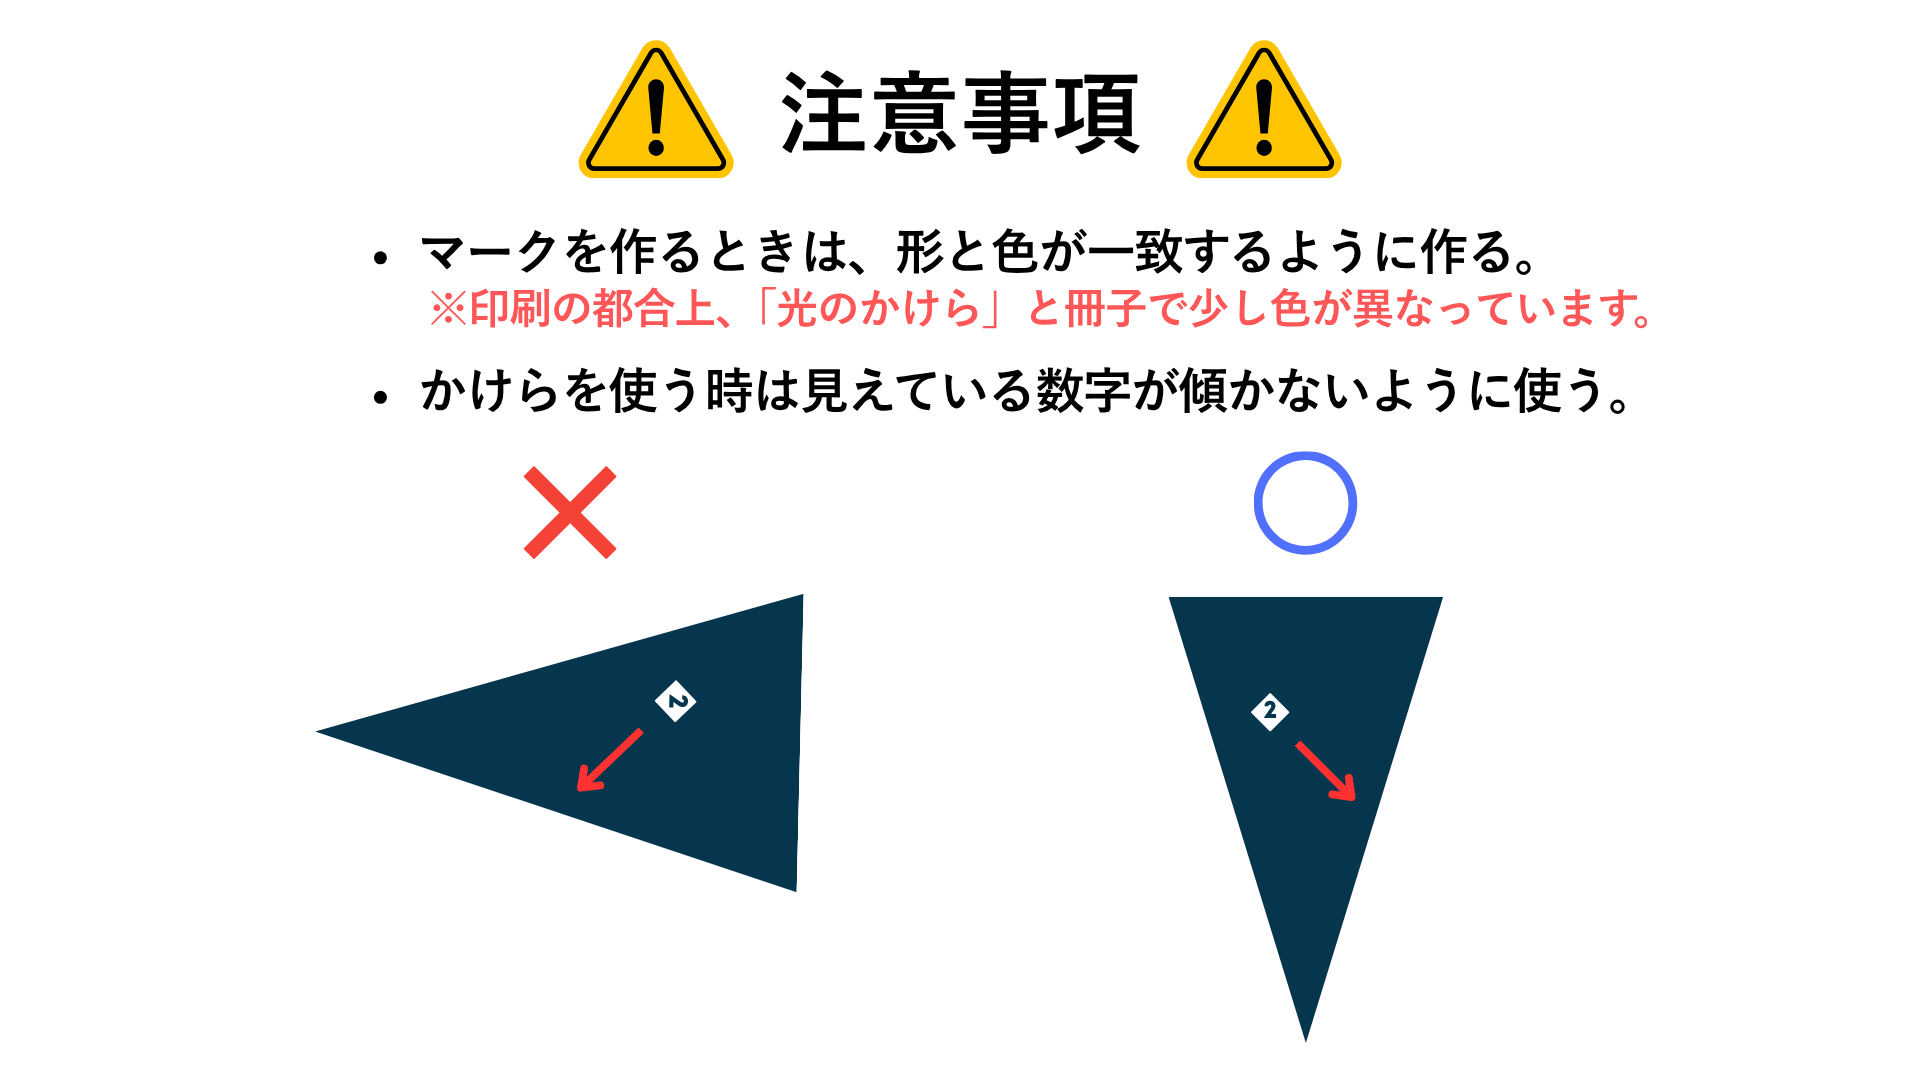 注意事項
• マークを作るときは、形と色が一致するように作る。
※印刷の都合上、「光のかけら」と冊子で少し色が異なっています。
• かけらを使う時は見えている数字が傾かないように使う。
2
2